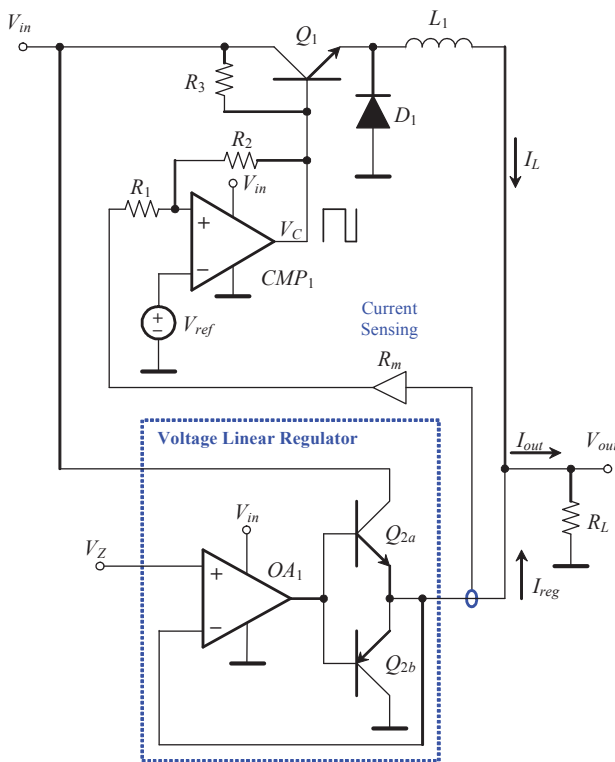 V_in
Q_1
L_1
R_3
D_1
R_2
I_L
R_1
V_in
+
V_C
−
CMP_1
+
−
V_ref
Current
Sensing
R_m
Voltage Linear Regulator
I_out
V_out
V_in
R_L
V_Z
OA_1
Q_2a
+
I_reg
−
Q_2b